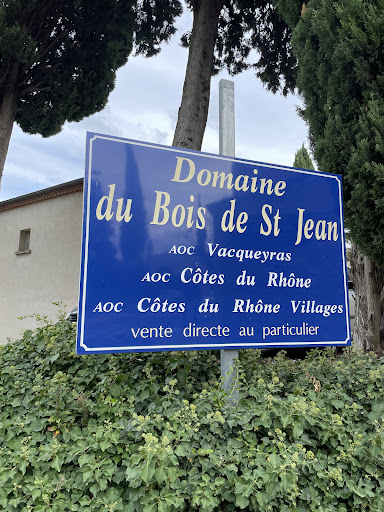 Domaine
du Bois de St Jean
AOC Vacqueyras
AOC Côtes du Rhône
AOC Côtes du Rhône Villages
vente directe au particulier